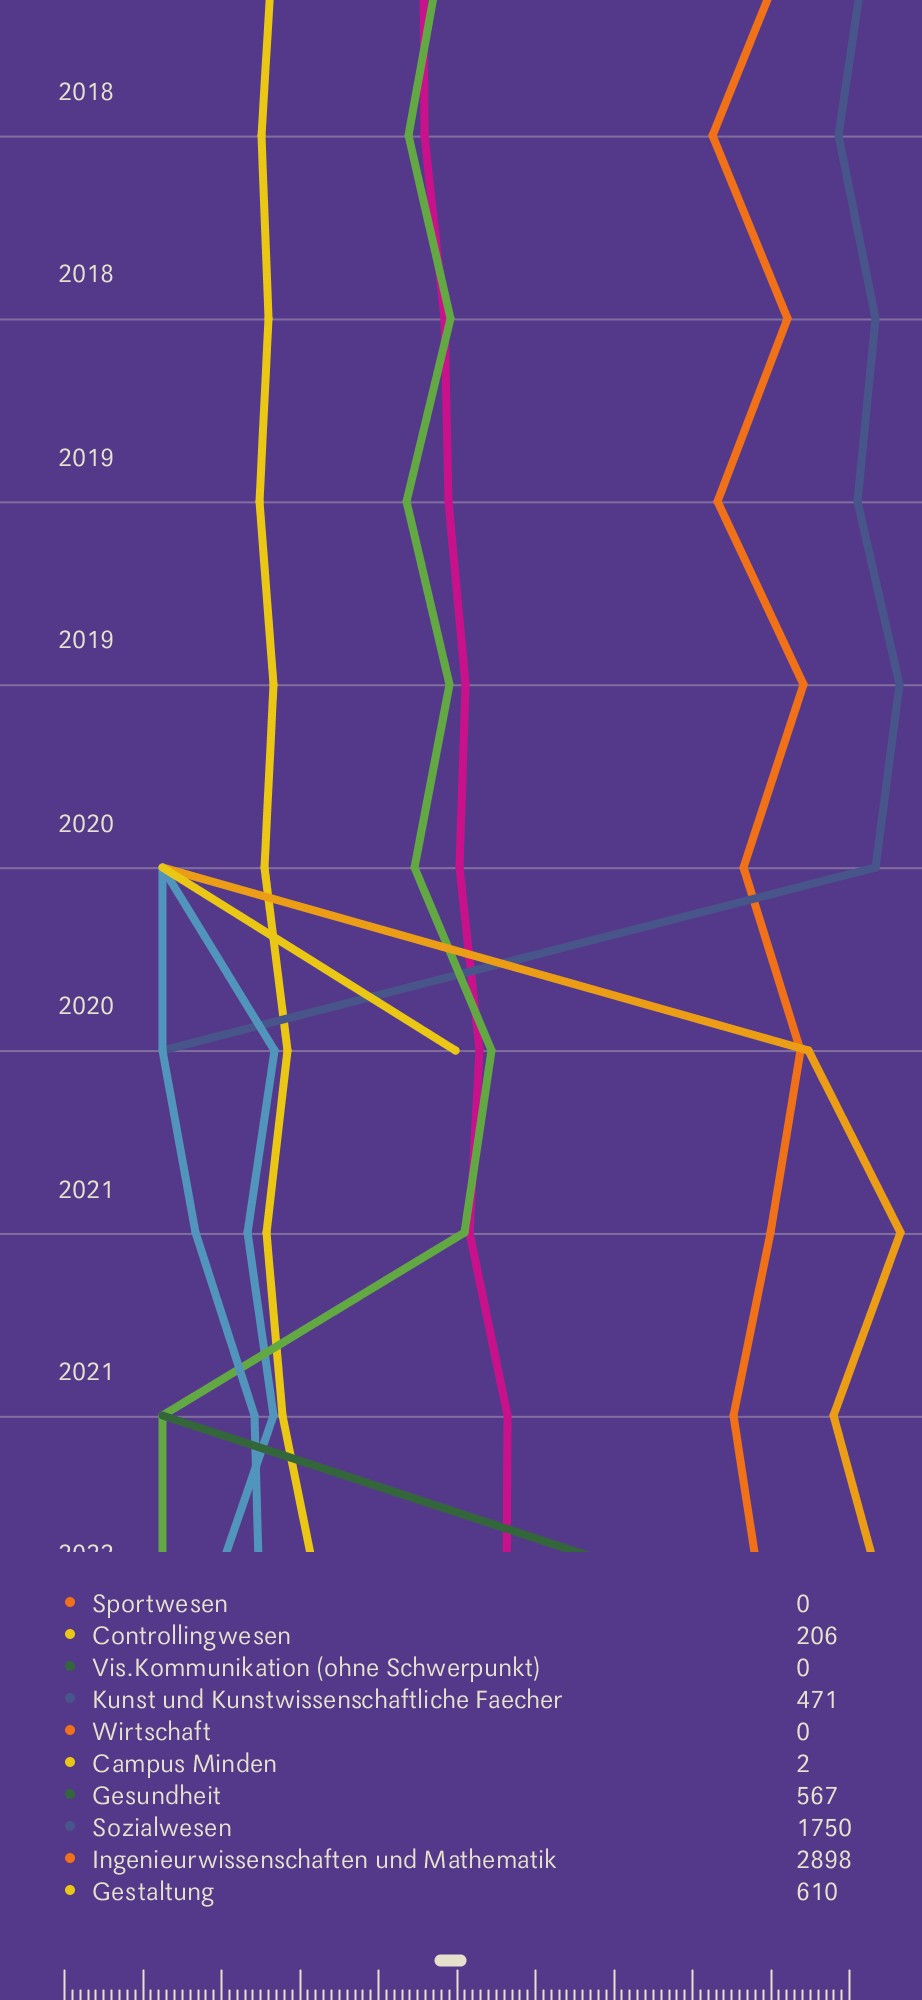 2018
2018
2019
2019
2020
2020
2021
2021
Sportwesen 0
Controllingwesen 206
Vis.Kommunikation (ohne Schwerpunkt) 0
Kunst und Kunstwissenschaftliche Faecher 471
Wirtschaft 0
Campus Minden 2
Gesundheit 567
Sozialwesen 1750
Ingenieurwissenschaften und Mathematik 2898
Gestaltung 610